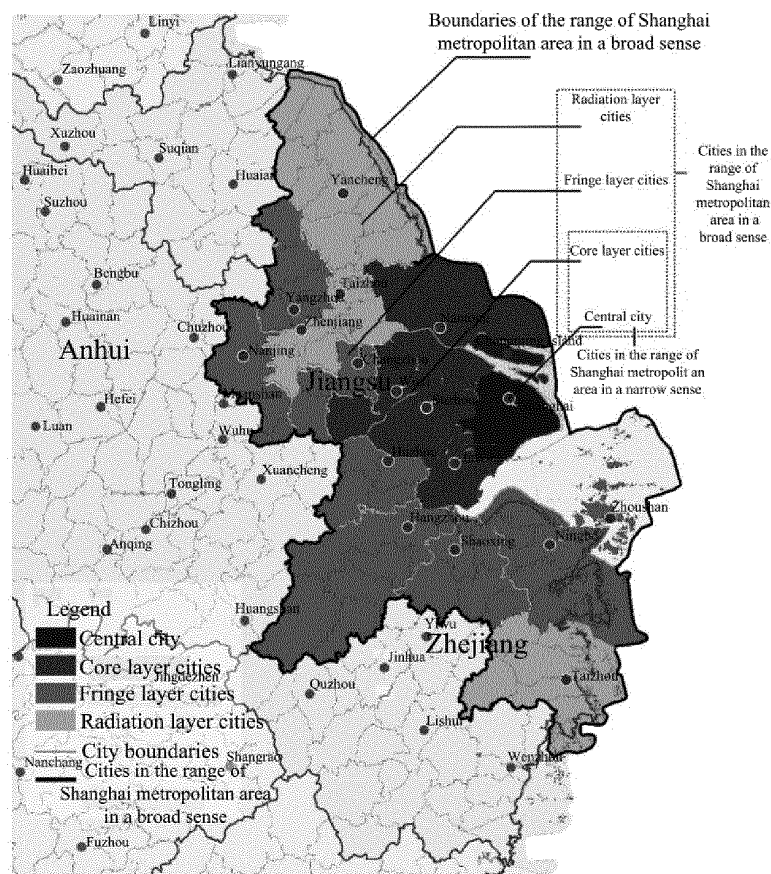 Boundaries of the range of Shanghai
metropolitan area in a broad sense
Radiation layer
cities
Fringe layer cities
Core layer cities
Central city
Cities in the
range of
Shanghai
metropolitan
area in a
broad sense
Cities in the range of
Shanghai metropolit an
area in a narrow sense
Linyi
Zaozhuang
Lianyungang
Xuzhou
Suqian
Huaibei
Huaian
Suzhou
Yancheng
Bengbu
Taizhou
Yangzhou
Huainan
Zhenjiang
Nantong
Chuzhou
Anhui
Nanjing
Changzhou
Jiangsu
Hefei
Luan
Wuhu
Xuancheng
Tongling
Zhoushan
Chizhou
Hangzhou
Anqing
Shaoxing
Ningbo
Huangshan
Yiwu
Zhejiang
Jinhua
Taizhou
Quzhou
Jingdezhen
Lishui
Shangrao
Wenzhou
Nanchang
Fuzhou
Legend
Central city
Core layer cities
Fringe layer cities
Radiation layer cities
City boundaries
Cities in the range of
Shanghai metropolitan area
in a broad sense